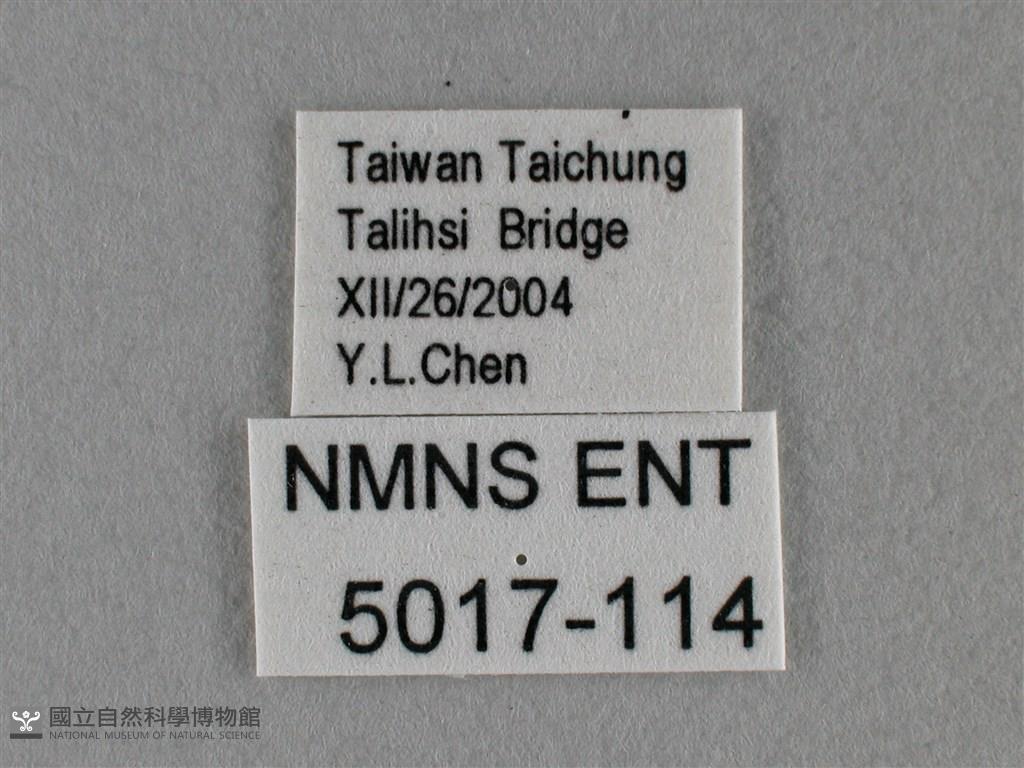 Taiwan Taichung
Talihsi Bridge
XII/26/2004
Y.L.Chen
NMNS ENT
5017-114
國立自然科學博物館
NATIONAL MUSEUM OF NATURAL SCIENCE